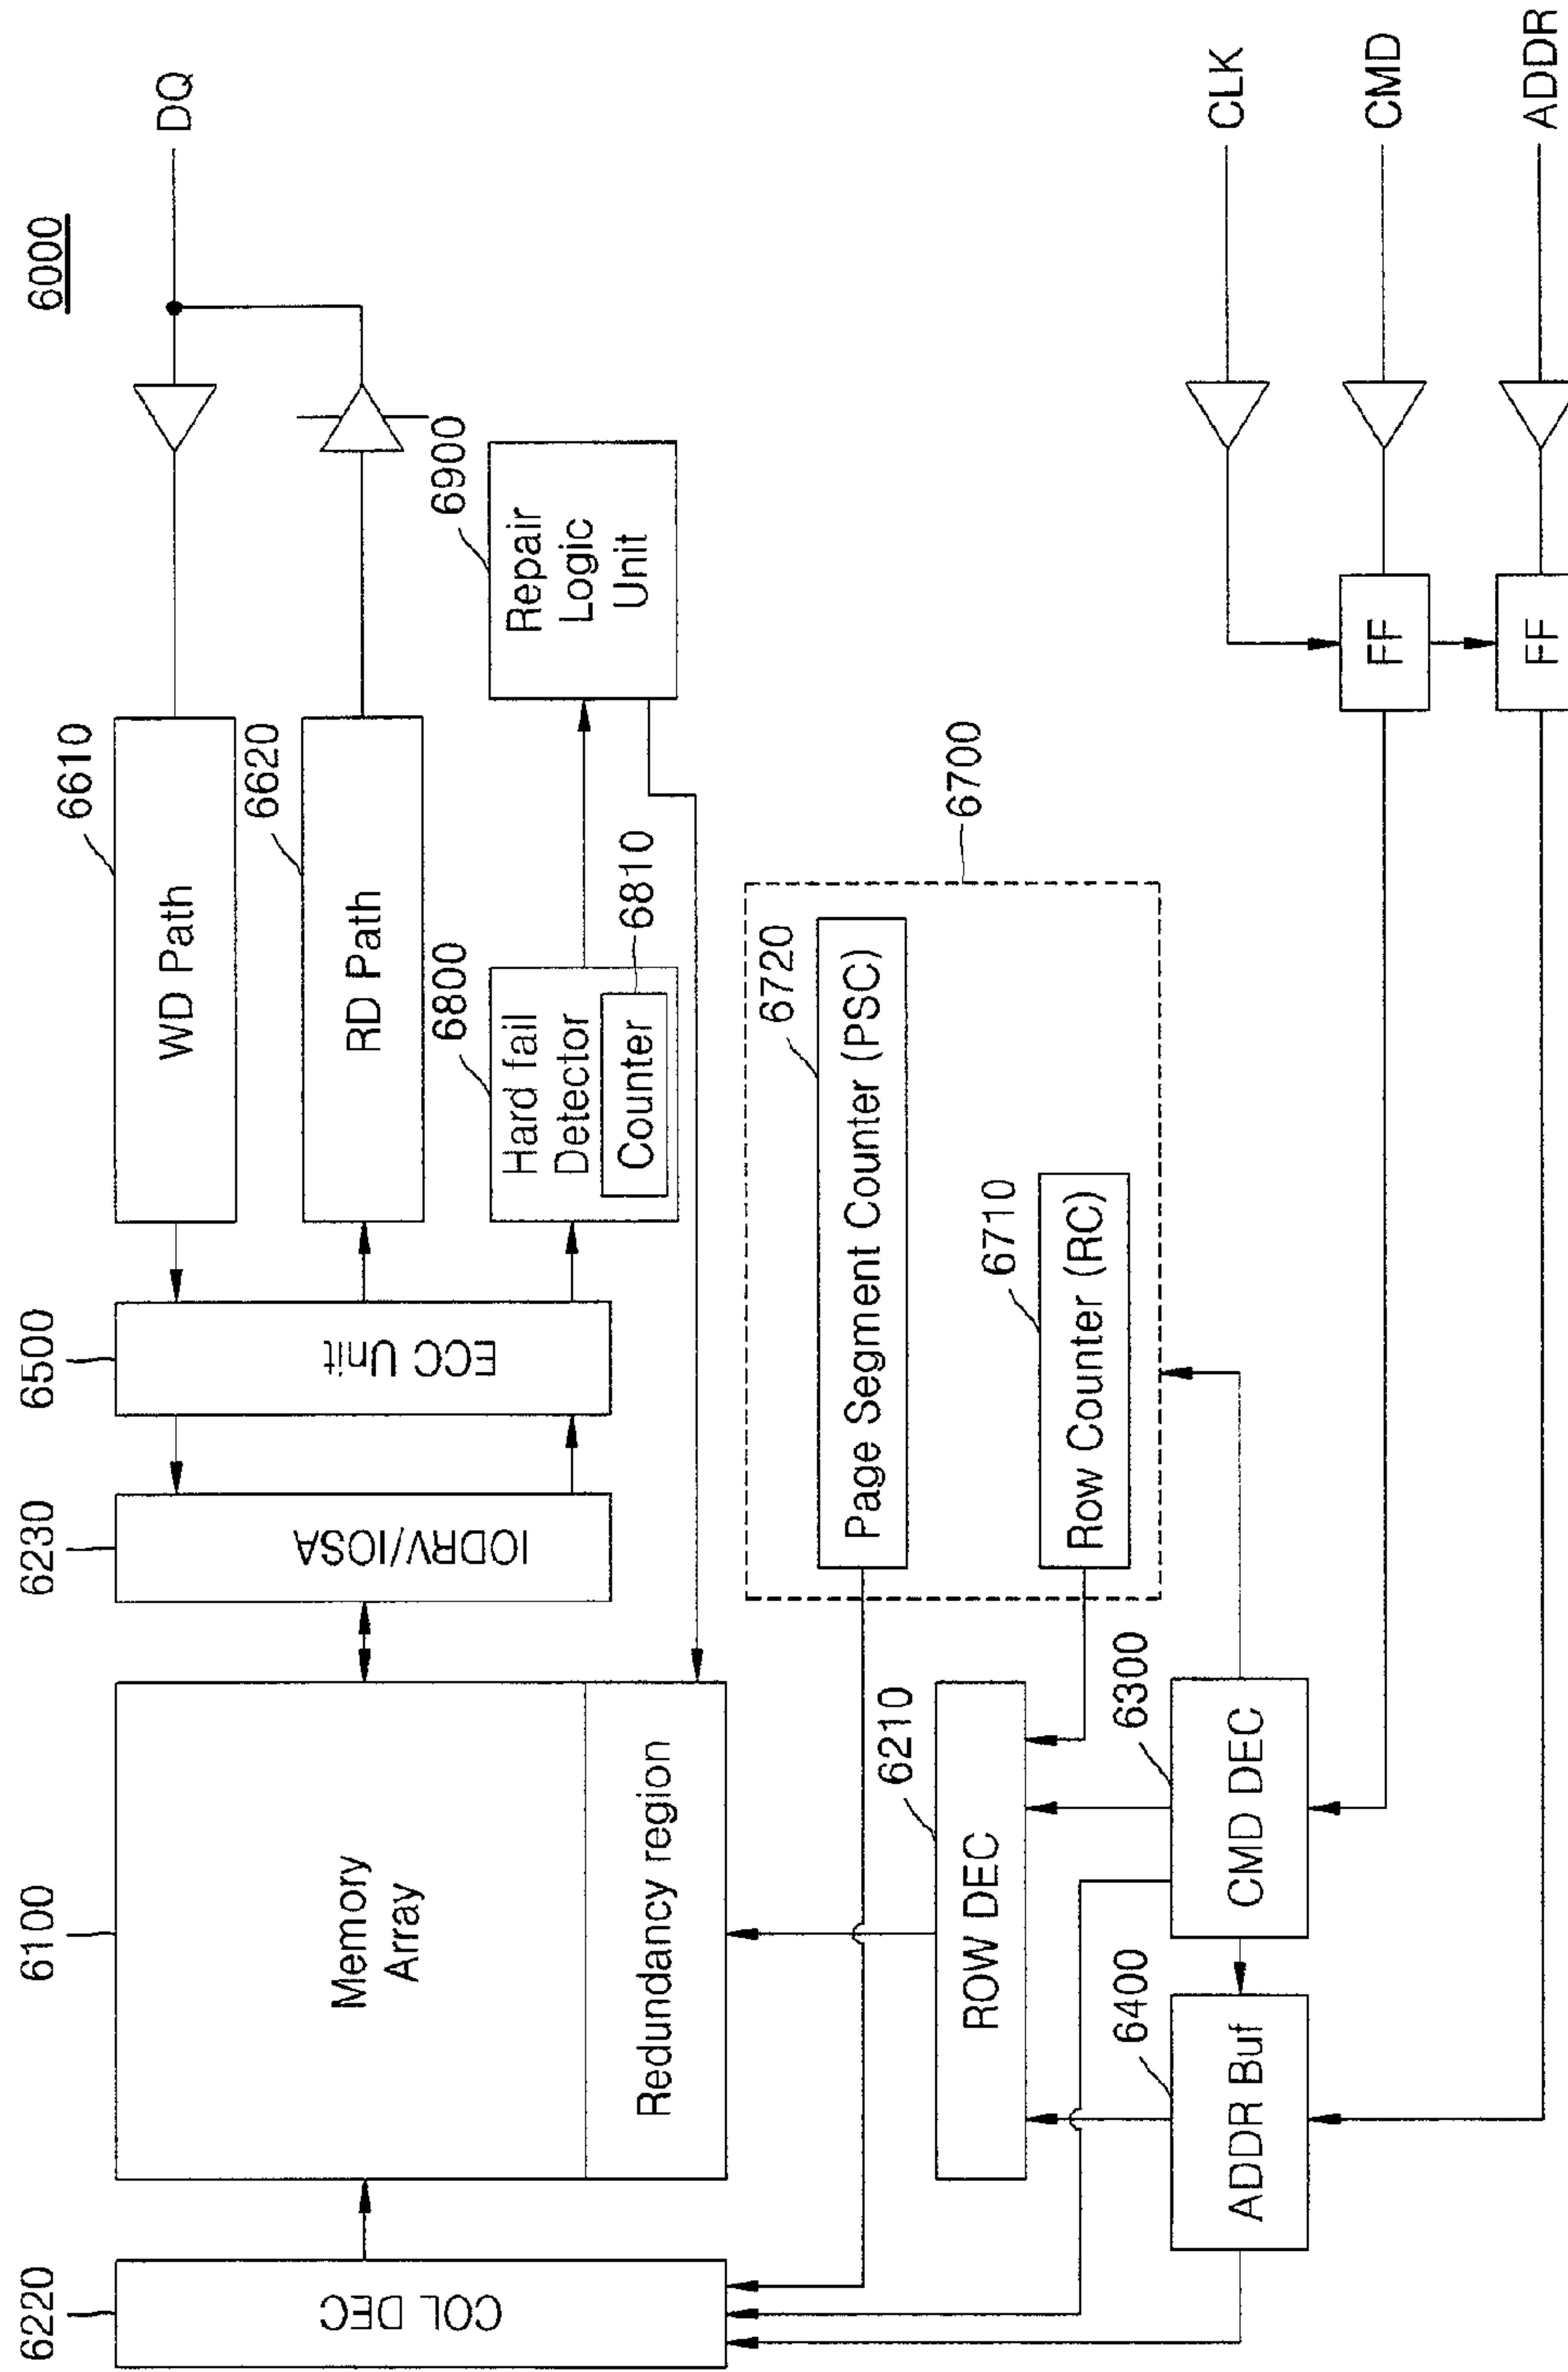 6000
6220
6100
6230
6500
6610
DQ
COL DEC
Memory
Array
Redundancy region
IODRV/IOSA
ECC Unit
WD Path
6620
RD Path
6800
Hard fail
Detector
Counter
6810
6900
Repair
Logic
Unit
6210
ROW DEC
6700
6720
Page Segment Counter (PSC)
6710
Row Counter (RC)
6400
ADDR Buf
6300
CMD DEC
FF
FF
CLK
CMD
ADDR